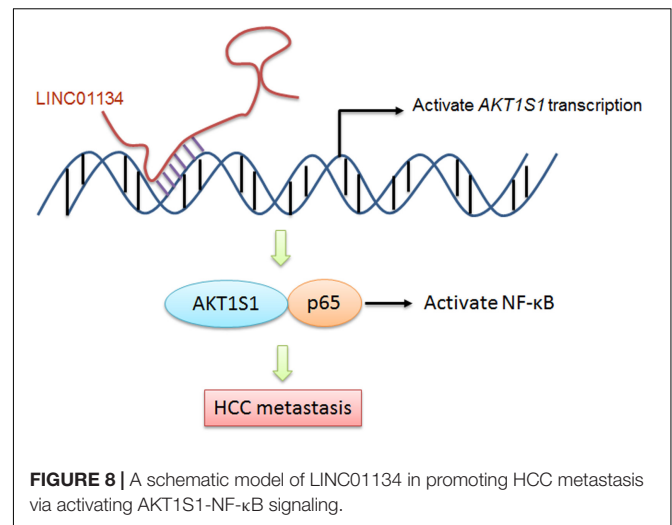 LINC01134
Activate AKT1S1 transcription
AKT1S1
p65
Activate NF-κB
HCC metastasis
FIGURE 8 | A schematic model of LINC01134 in promoting HCC metastasis
via activating AKT1S1-NF-κB signaling.